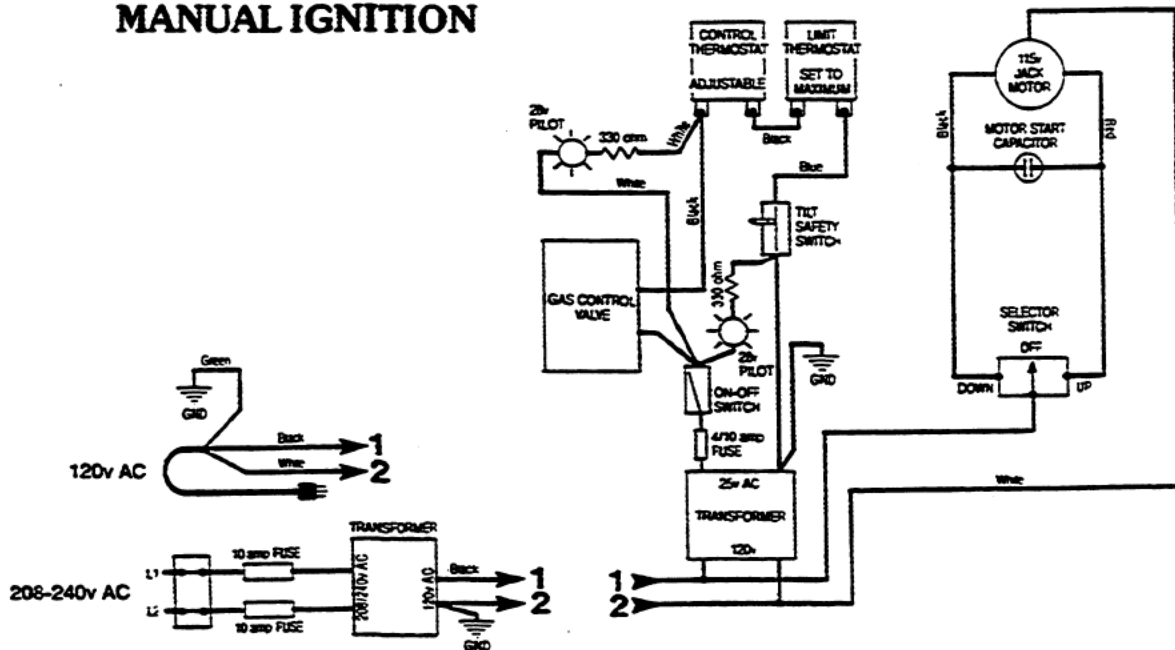 MANUAL IGNITION
CONTROL
THERMOSTAT
ADJUSTABLE
LIMIT
THERMOSTAT
SET TO
MAXIMUM
115v
JACK
MOTOR
Black
Red
MOTOR START
CAPACITOR
28v
PILOT
330 ohm
White
Black
White
Blue
Black
TILT
SAFETY
SWITCH
330 ohm
GAS CONTROL
VALVE
28v
PILOT
GND
SELECTOR
SWITCH
OFF
DOWN
UP
ON-OFF
SWITCH
4/10 amp
FUSE
Green
GND
120v AC
Black
1
White
2
25v AC
TRANSFORMER
120v
White
TRANSFORMER
208-240v AC
L1
L2
10 amp FUSE
10 amp FUSE
208/240v AC
120v AC
Black
1
2
GND
1
2